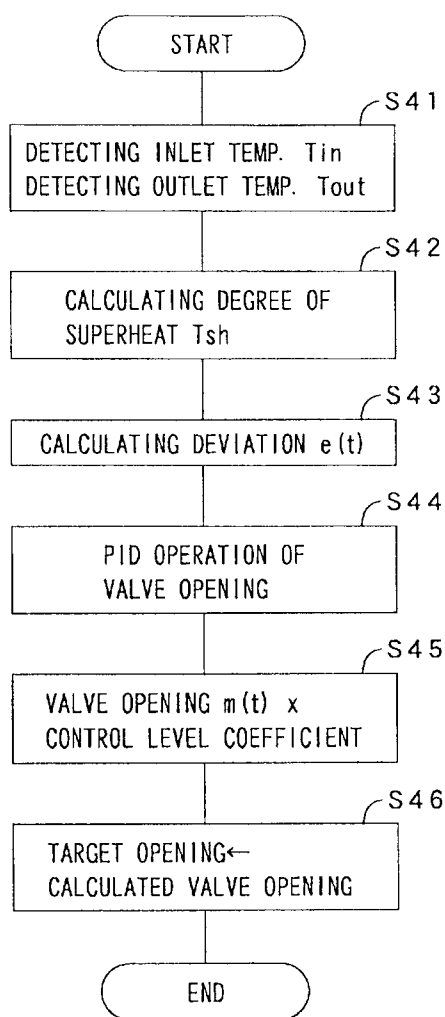 START
S41
DETECTING INLET TEMP. Tin
DETECTING OUTLET TEMP. Tout
S42
CALCULATING DEGREE OF
SUPERHEAT Tsh
S43
CALCULATING DEVIATION e(t)
S44
PID OPERATION OF
VALVE OPENING
S45
VALVE OPENING m(t) x
CONTROL LEVEL COEFFICIENT
S46
TARGET OPENING←
CALCULATED VALVE OPENING
END